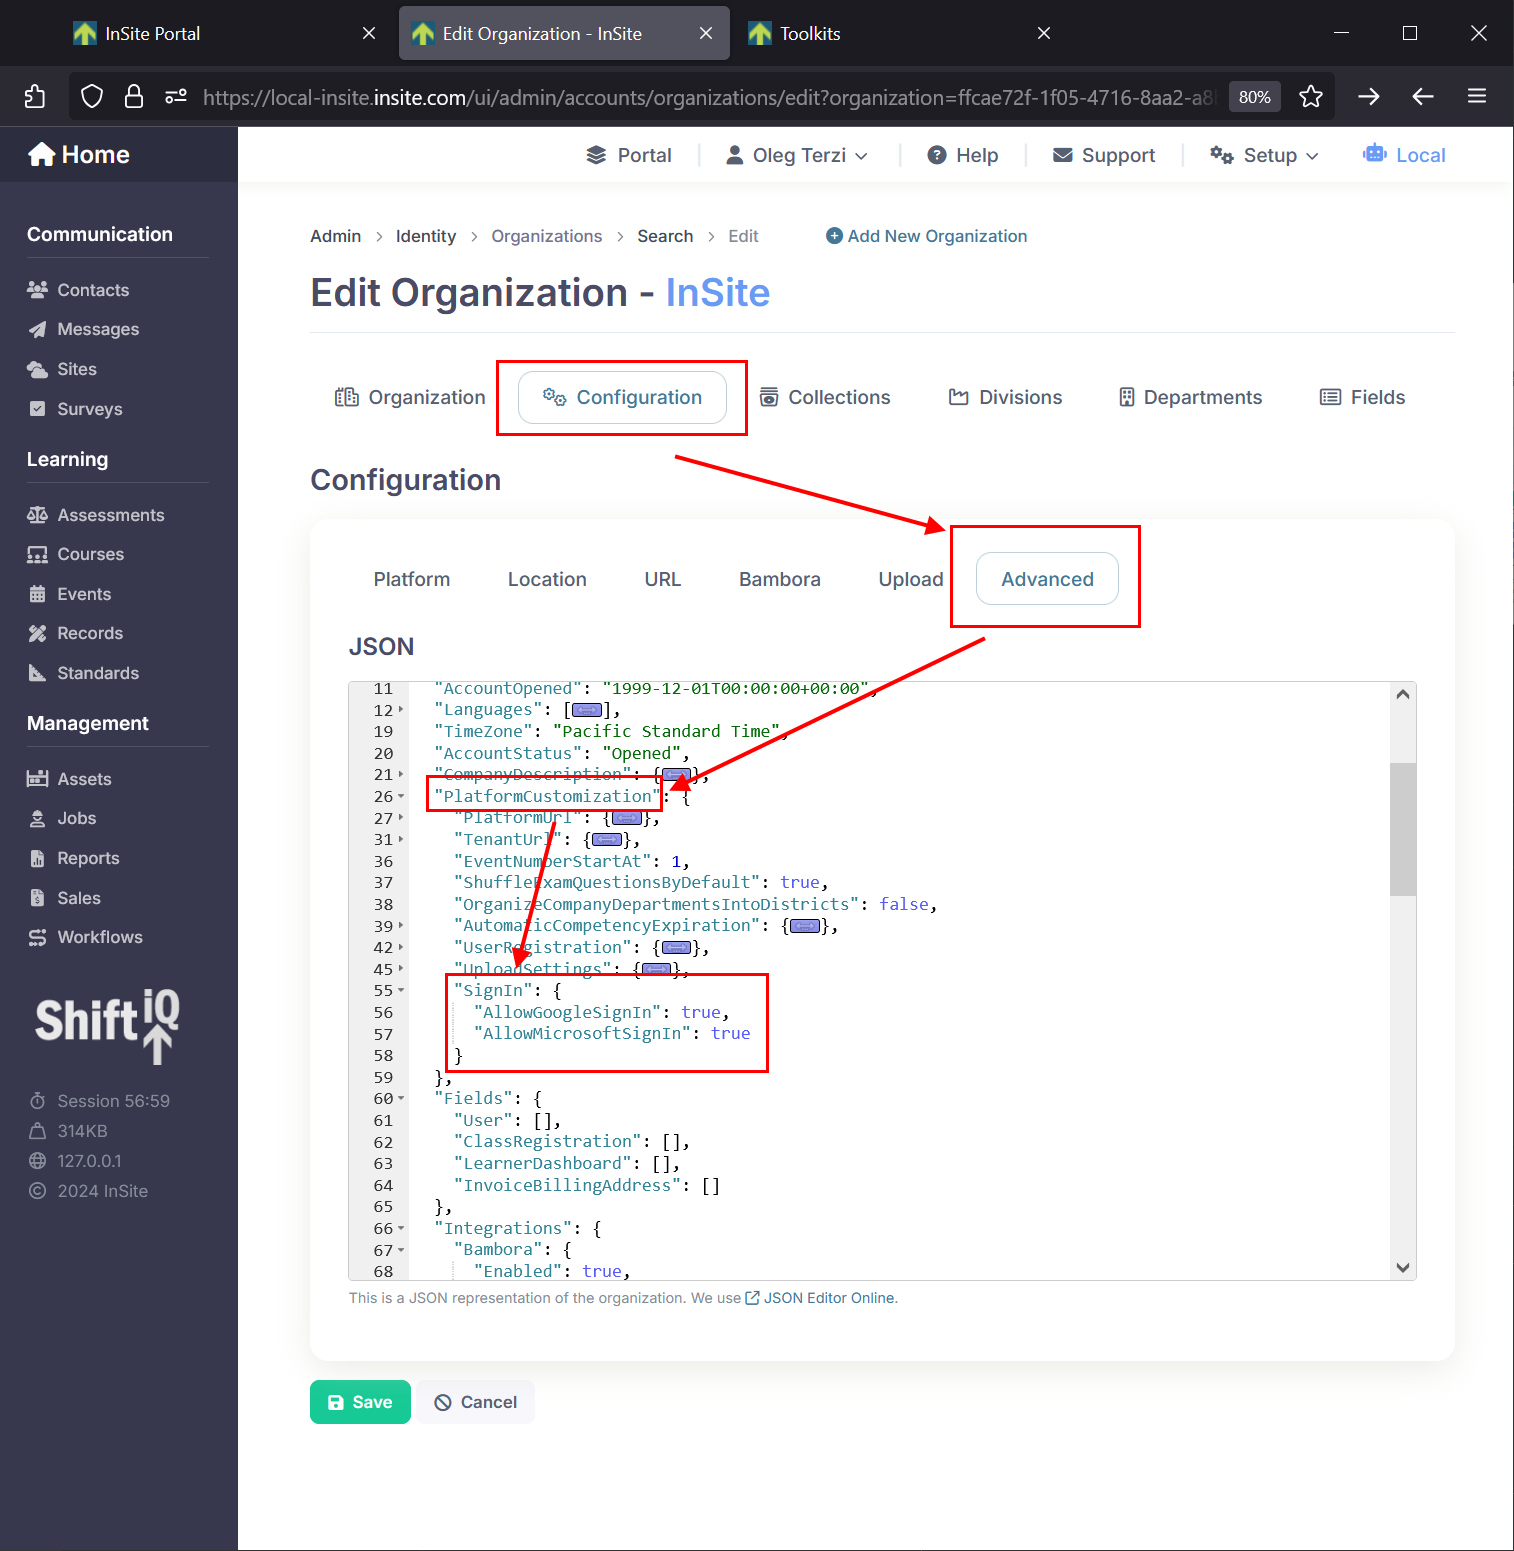 InSite Portal
Edit Organization - InSite
Toolkits
https://local-insite.insite.com/ui/admin/accounts/organizations/edit?organization=ffcae72f-1f05-4716-8aa2-a8
80%
Home
Portal
Oleg Terzi
Help
Support
Setup
Local
Communication
Contacts
Messages
Sites
Surveys
Learning
Assessments
Courses
Events
Records
Standards
Management
Assets
Jobs
Reports
Sales
Workflows
Shift iQ
Session 56:59
314KB
127.0.0.1
© 2024 InSite
Admin > Identity > Organizations > Search > Edit
Add New Organization
Edit Organization - InSite
Organization
Configuration
Collections
Divisions
Departments
Fields
Configuration
Platform
Location
URL
Bambora
Upload
Advanced
JSON
11 "AccountOpened": "1999-12-01T00:00:00+00:00",
12 "Languages": [],
19 "TimeZone": "Pacific Standard Time",
20 "AccountStatus": "Opened",
21 "CompanyDescription": {},
26 "PlatformCustomization": {
27 "PlatformUrl": {},
31 "TenantUrl": {},
36 "EventNumberStartAt": 1,
37 "ShuffleExamQuestionsByDefault": true,
38 "OrganizeCompanyDepartmentsIntoDistricts": false,
39 "AutomaticCompetencyExpiration": {},
42 "UserRegistration": {},
45 "UploadSettings": {},
55 "SignIn": {
56 "AllowGoogleSignIn": true,
57 "AllowMicrosoftSignIn": true
58 }
59 },
60 "Fields": {
61 "User": [],
62 "ClassRegistration": [],
63 "LearnerDashboard": [],
64 "InvoiceBillingAddress": []
65 },
66 "Integrations": {
67 "Bambora": {
68 "Enabled": true,
This is a JSON representation of the organization. We use JSON Editor Online.
Save
Cancel